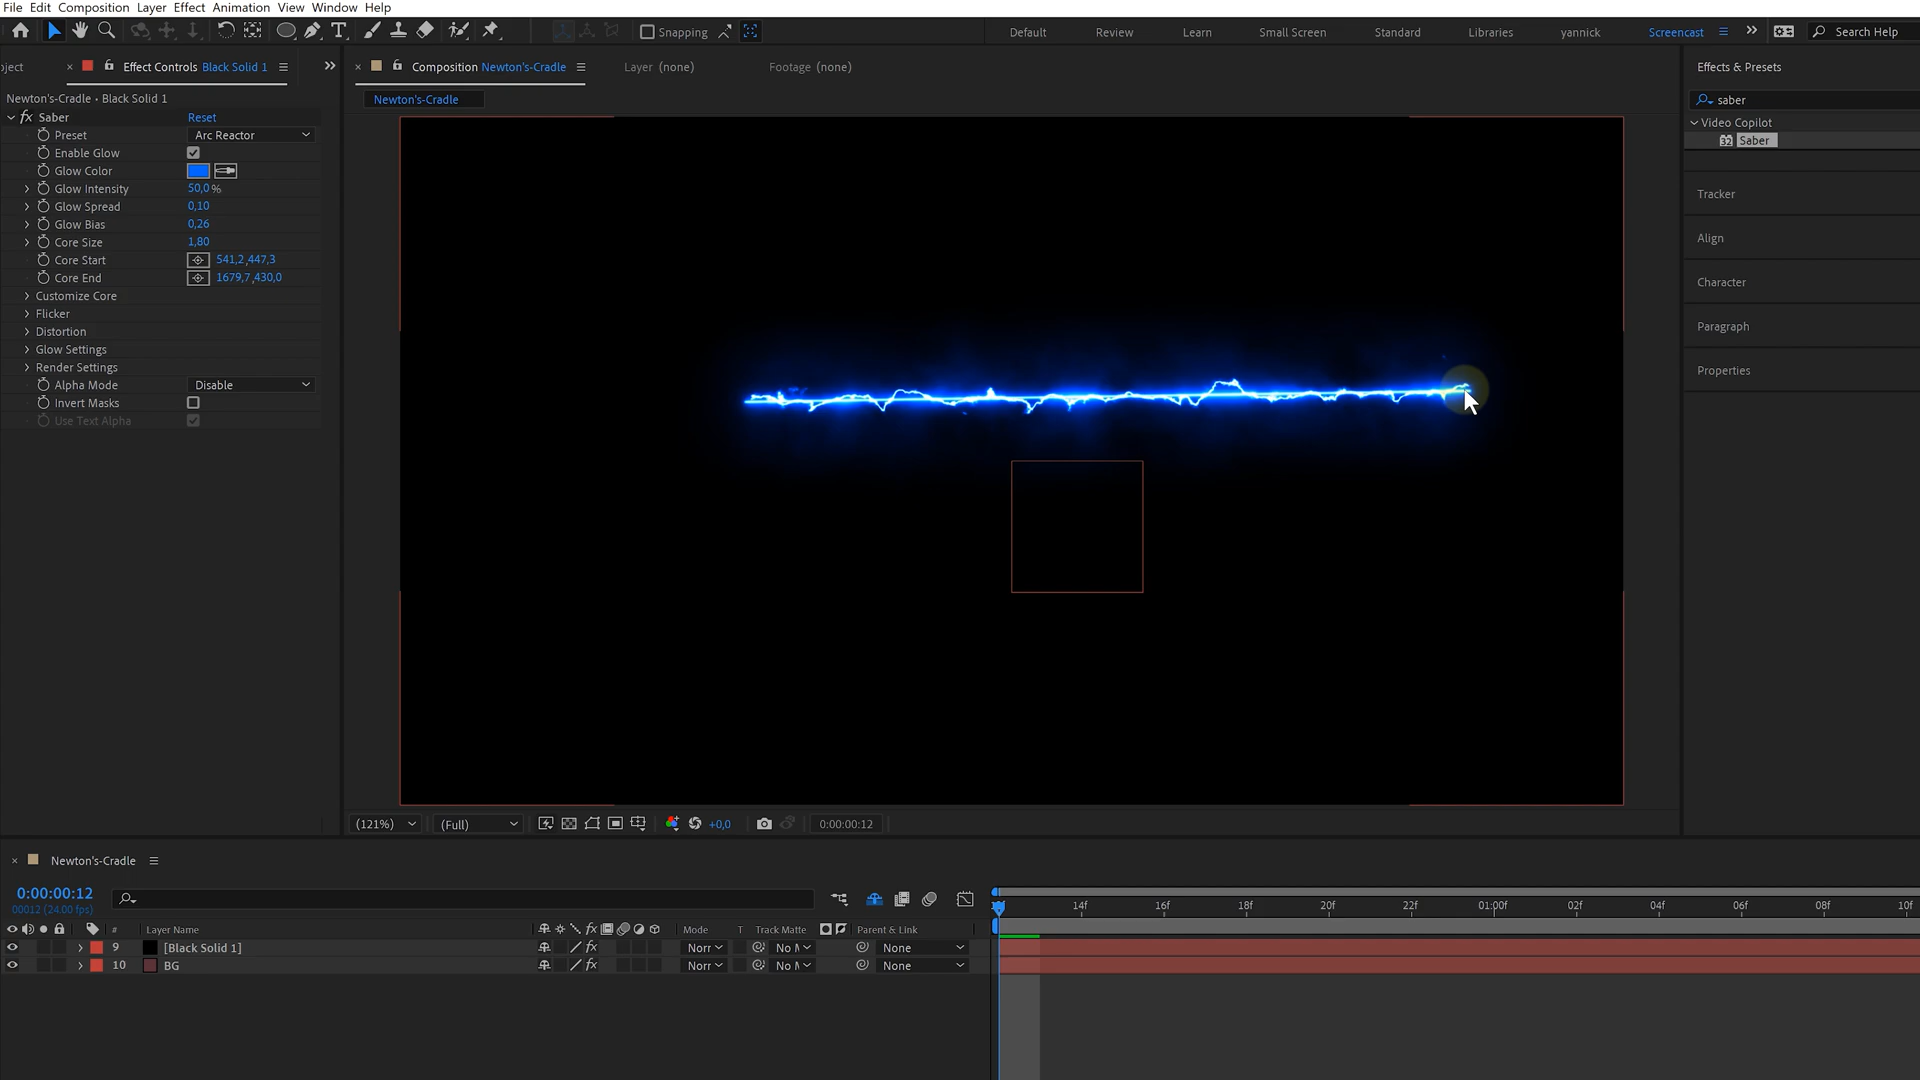 File Edit Composition Layer Effect Animation View Window Help
Snapping
Default Review Learn Small Screen Standard Libraries yannick Screencast Search Help
oject Effect Controls Black Solid 1
Composition Newton's-Cradle
Layer (none)
Footage (none)
Newton's-Cradle • Black Solid 1
Newton's-Cradle
fx Saber Reset
Preset Arc Reactor
Enable Glow
Glow Color
Glow Intensity 50,0 %
Glow Spread 0,10
Glow Bias 0,26
Core Size 1,80
Core Start 541,2,447,3
Core End 1679,7,430,0
Customize Core
Flicker
Distortion
Glow Settings
Render Settings
Alpha Mode Disable
Invert Masks
Use Text Alpha
Effects & Presets
saber
Video Copilot
32 Saber
Tracker
Align
Character
Paragraph
Properties
(121%) (Full) +0,0 0:00:00:12
Newton's-Cradle
0:00:00:12
00012 (24.00 fps)
14f 16f 18f 20f 22f 01:00f 02f 04f 06f 08f 10f
# Layer Name fx Mode T Track Matte Parent & Link
9 [Black Solid 1] fx Norr No M None
10 BG fx Norr No M None